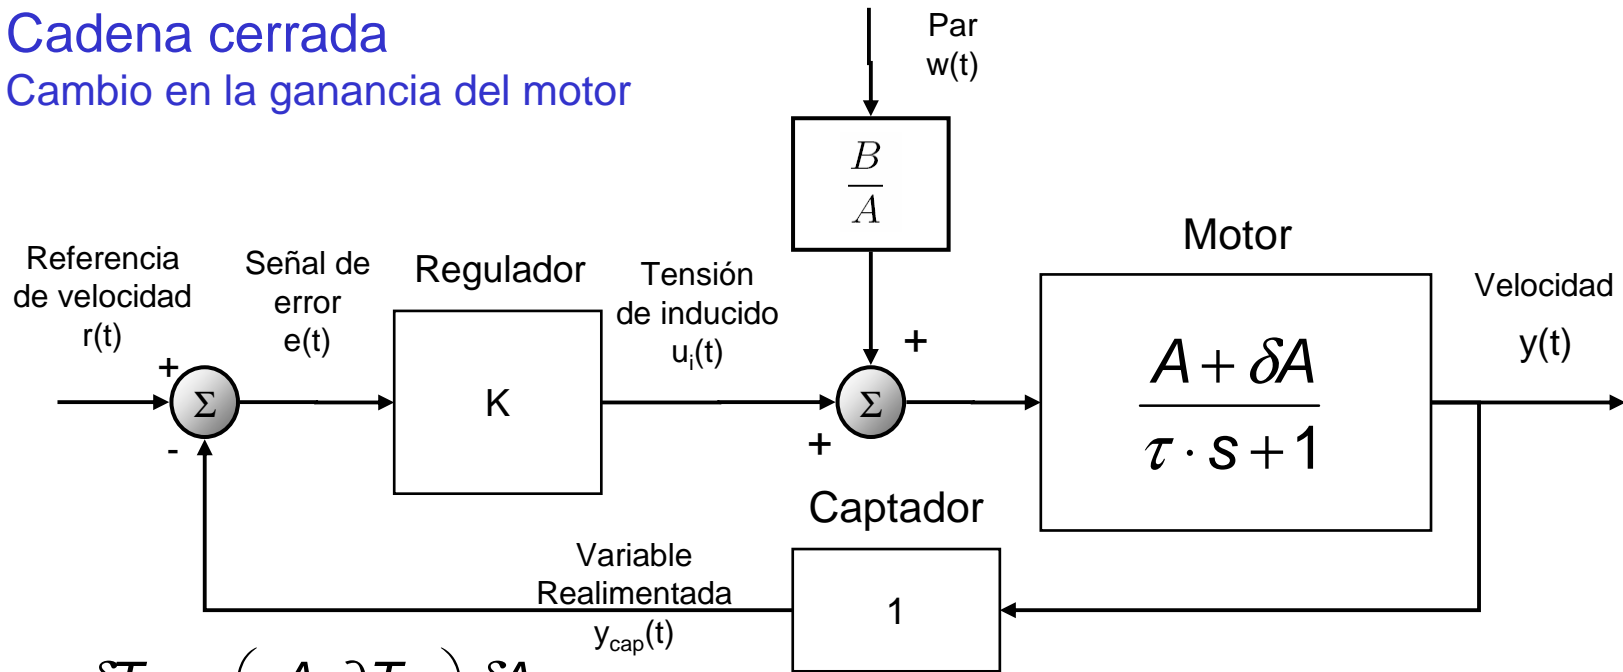 Cadena cerrada
Cambio en la ganancia del motor
Par
w(t)
B
A
Motor
Referencia
de velocidad
r(t)
Señal de
error
e(t)
Regulador
Tensión
de inducido
u_i(t)
Velocidad
y(t)
+
+
Σ
K
Σ
A + δA
τ · s + 1
-
+
Captador
Variable
Realimentada
y_cap(t)
1